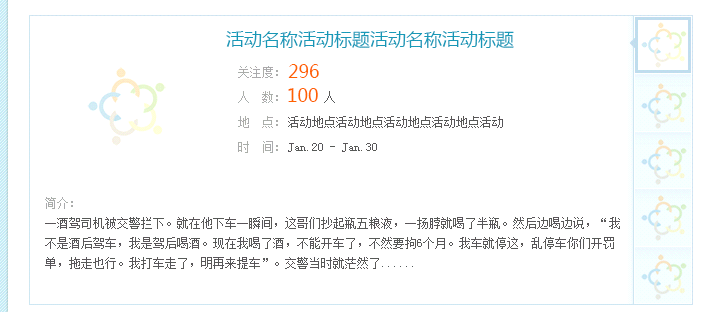 活动名称活动标题活动名称活动标题
关注度：296
人　数：100 人
地　点：活动地点活动地点活动地点活动地点活动
时　间：Jan.20 - Jan.30
简介：
一酒驾司机被交警拦下。就在他下车一瞬间，这哥们抄起瓶五粮液，一扬脖就喝了半瓶。然后边喝边说，“我
不是酒后驾车，我是驾后喝酒。现在我喝了酒，不能开车了，不然要拘6个月。我车就停这，乱停车你们开罚
单，拖走也行。我打车走了，明再来提车”。交警当时就茫然了......